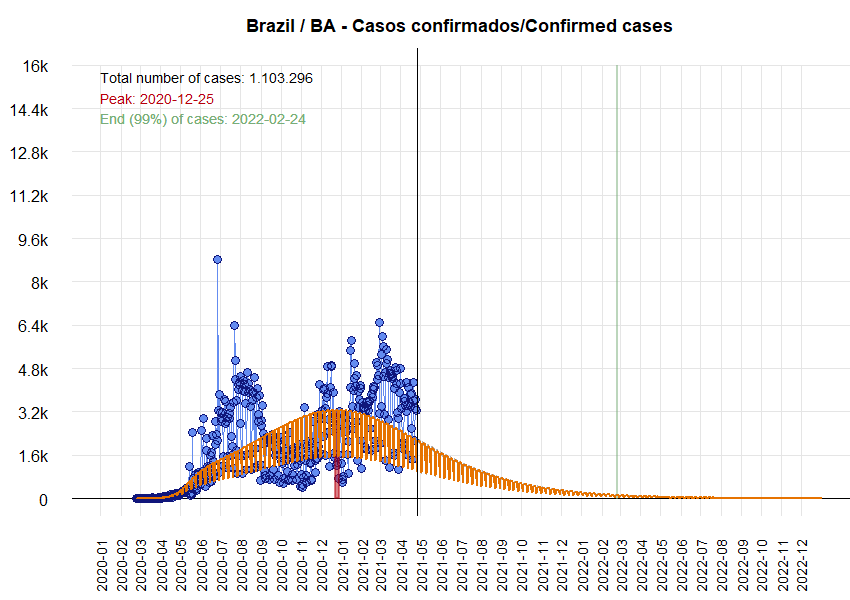 Brazil / BA - Casos confirmados/Confirmed cases
Total number of cases: 1.103.296
Peak: 2020-12-25
End (99%) of cases: 2022-02-24
16k
14.4k
12.8k
11.2k
9.6k
8k
6.4k
4.8k
3.2k
1.6k
0
2020-01
2020-02
2020-03
2020-04
2020-05
2020-06
2020-07
2020-08
2020-09
2020-10
2020-11
2020-12
2021-01
2021-02
2021-03
2021-04
2021-05
2021-06
2021-07
2021-08
2021-09
2021-10
2021-11
2021-12
2022-01
2022-02
2022-03
2022-04
2022-05
2022-06
2022-07
2022-08
2022-09
2022-10
2022-11
2022-12